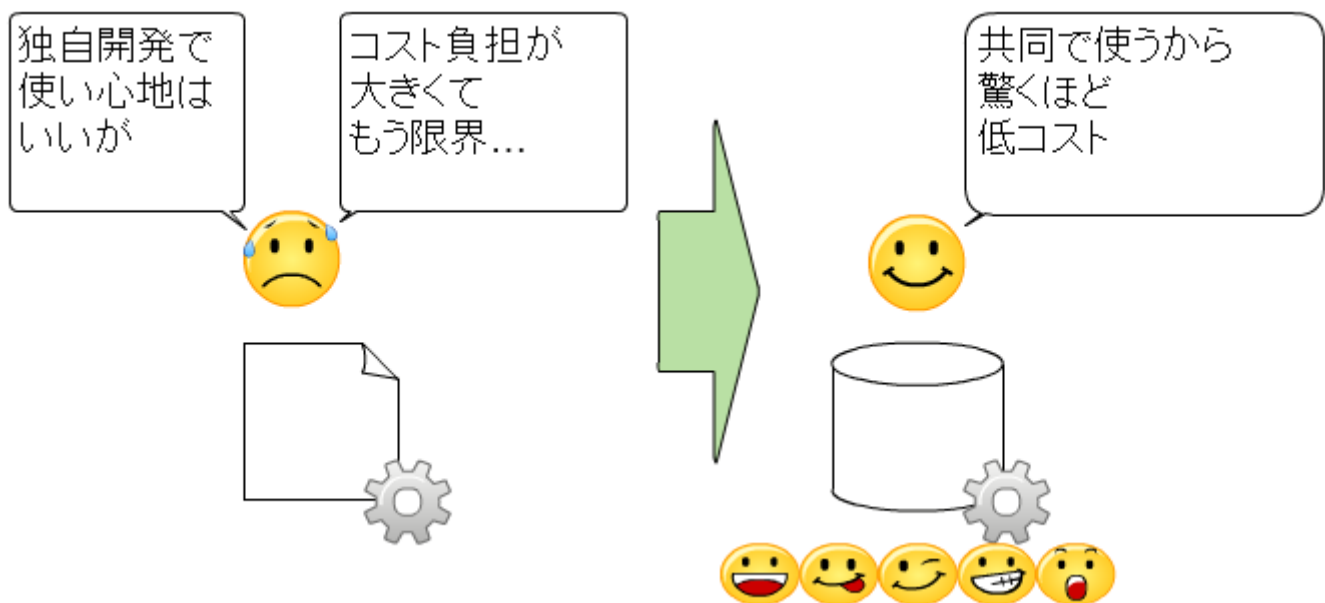 独自開発で
使い心地は
いいが
コスト負担が
大きくて
もう限界...
共同で使うから
驚くほど
低コスト